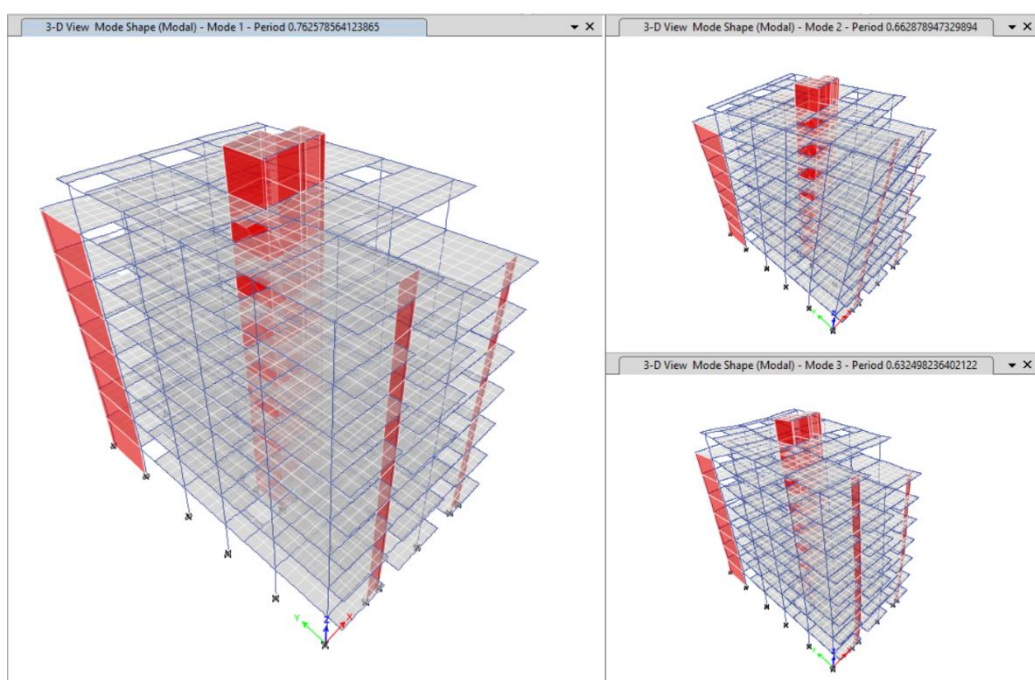 3-D View Mode Shape (Modal) - Mode 1 - Period 0.762578564123865
3-D View Mode Shape (Modal) - Mode 2 - Period 0.662878947329894
3-D View Mode Shape (Modal) - Mode 3 - Period 0.632498236402122
Y
Z
X